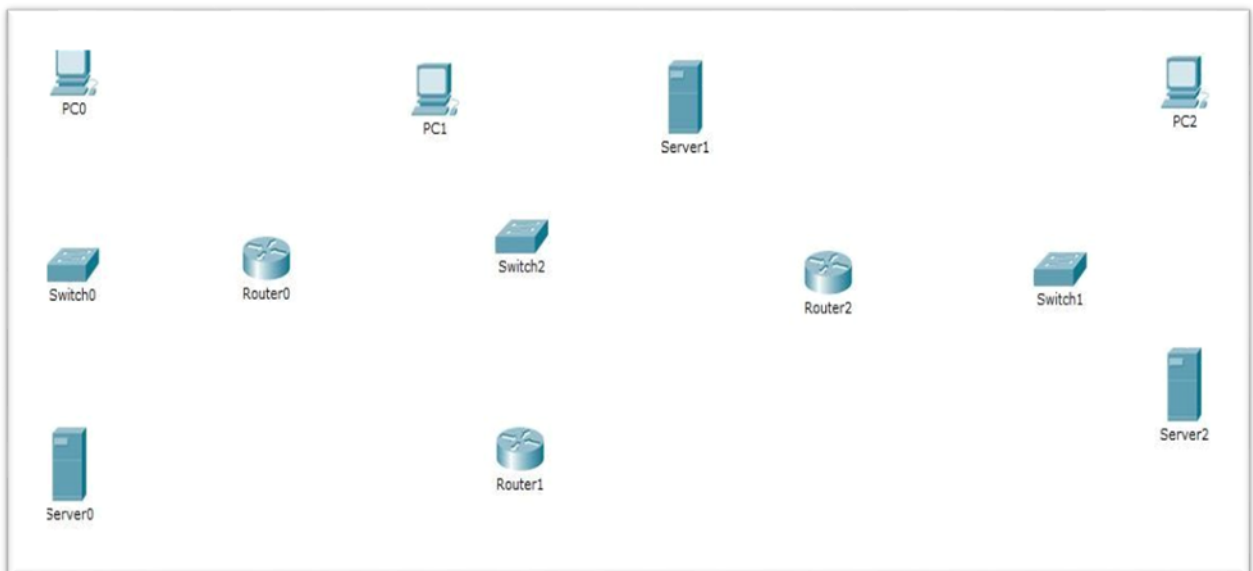 PC0
PC1
Server1
PC2
Switch0
Router0
Switch2
Router2
Switch1
Server0
Router1
Server2